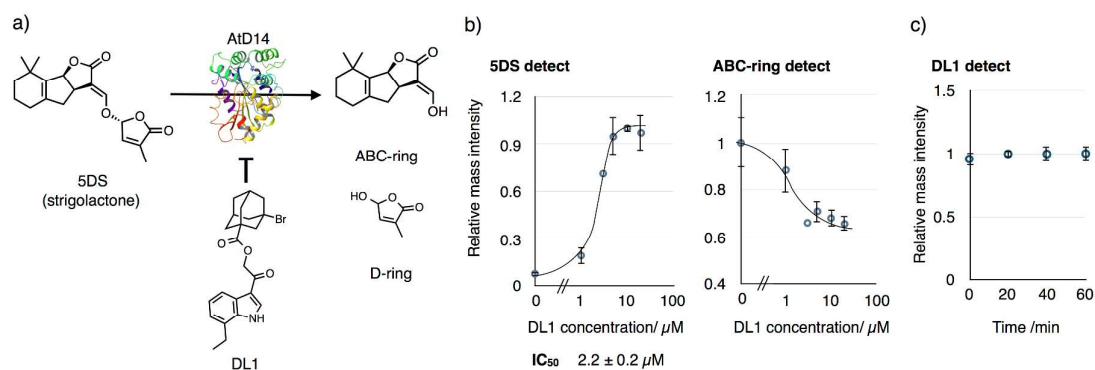 a)
AtD14
5DS
(strigolactone)
ABC-ring
D-ring
DL1
O
O
O
O
O
O
O
OH
HO
O
O
Br
O
O
O
NH
b)
5DS detect
Relative mass intensity
1.2
0.9
0.6
0.3
0
0 1 10 100
DL1 concentration/ µM
IC50 2.2 ± 0.2 µM
ABC-ring detect
1.2
1
0.8
0.6
0.4
0 1 10 100
DL1 concentration/ µM
c)
DL1 detect
Relative mass intensity
1.5
1
0.5
0
0 20 40 60
Time /min